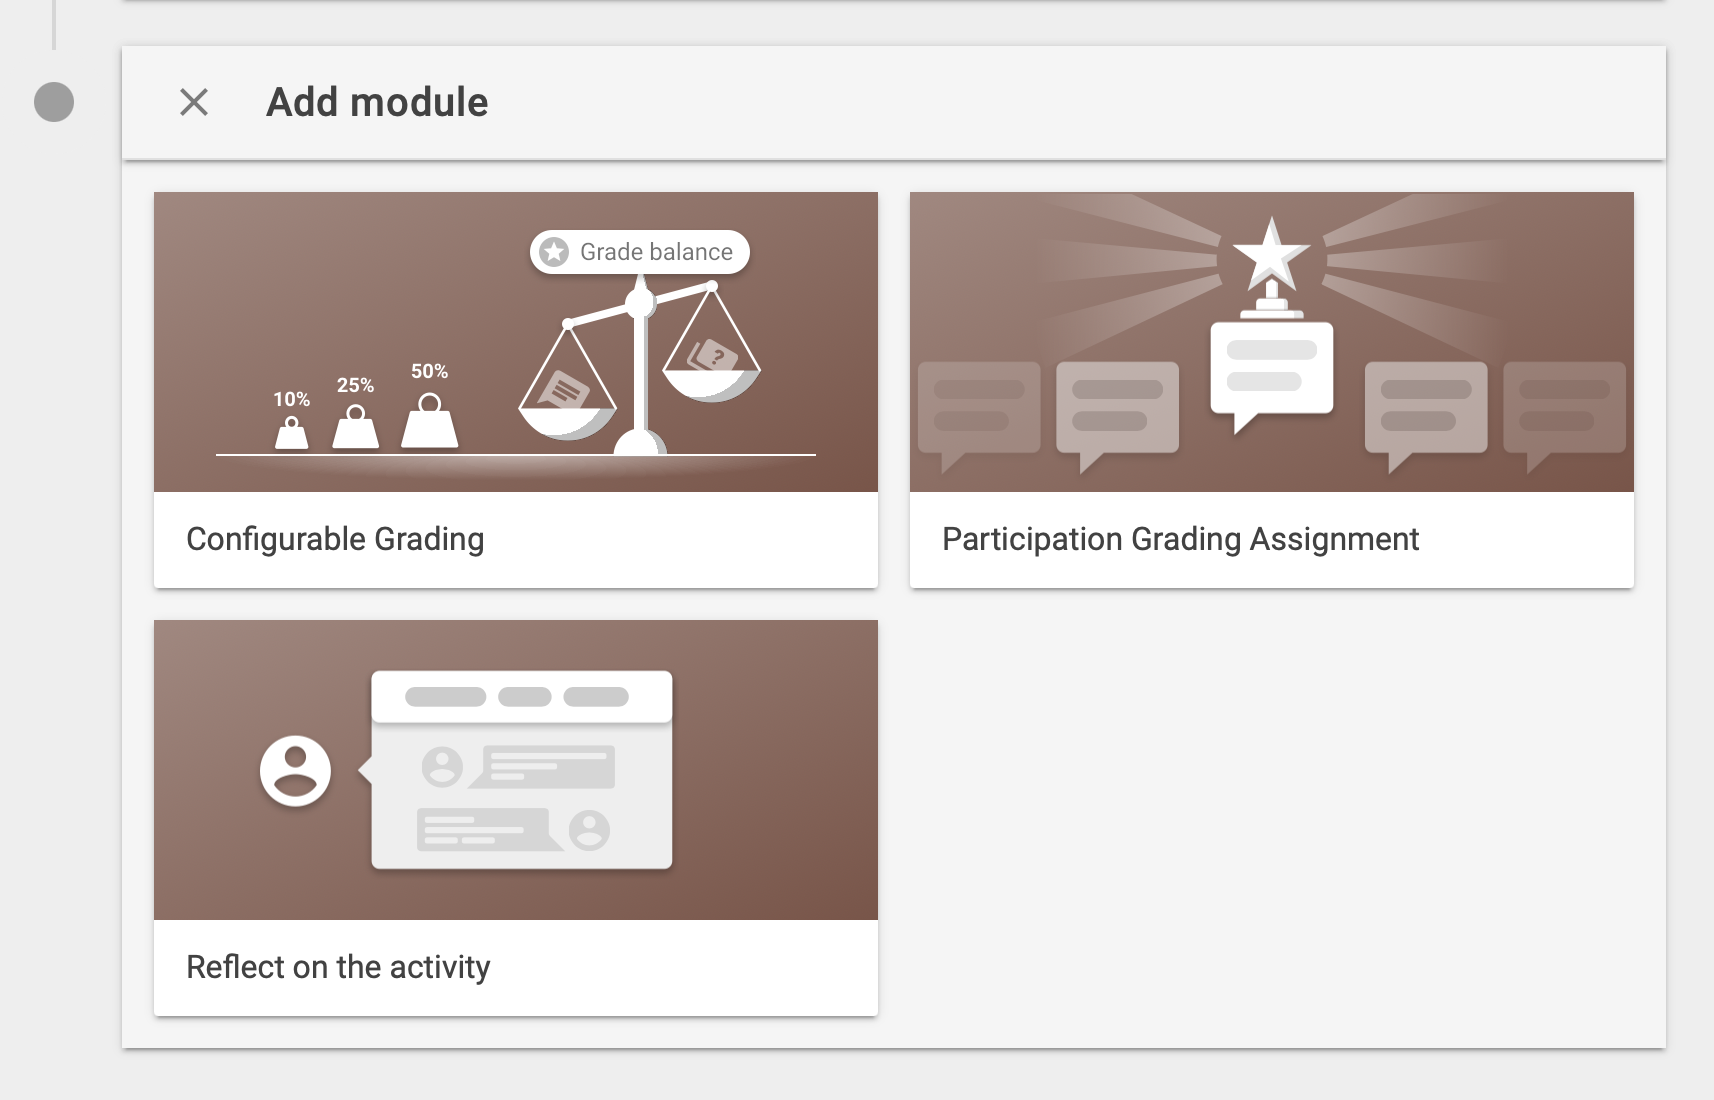 Add module
Grade balance
10%
25%
50%
?
Configurable Grading
Participation Grading Assignment
Reflect on the activity